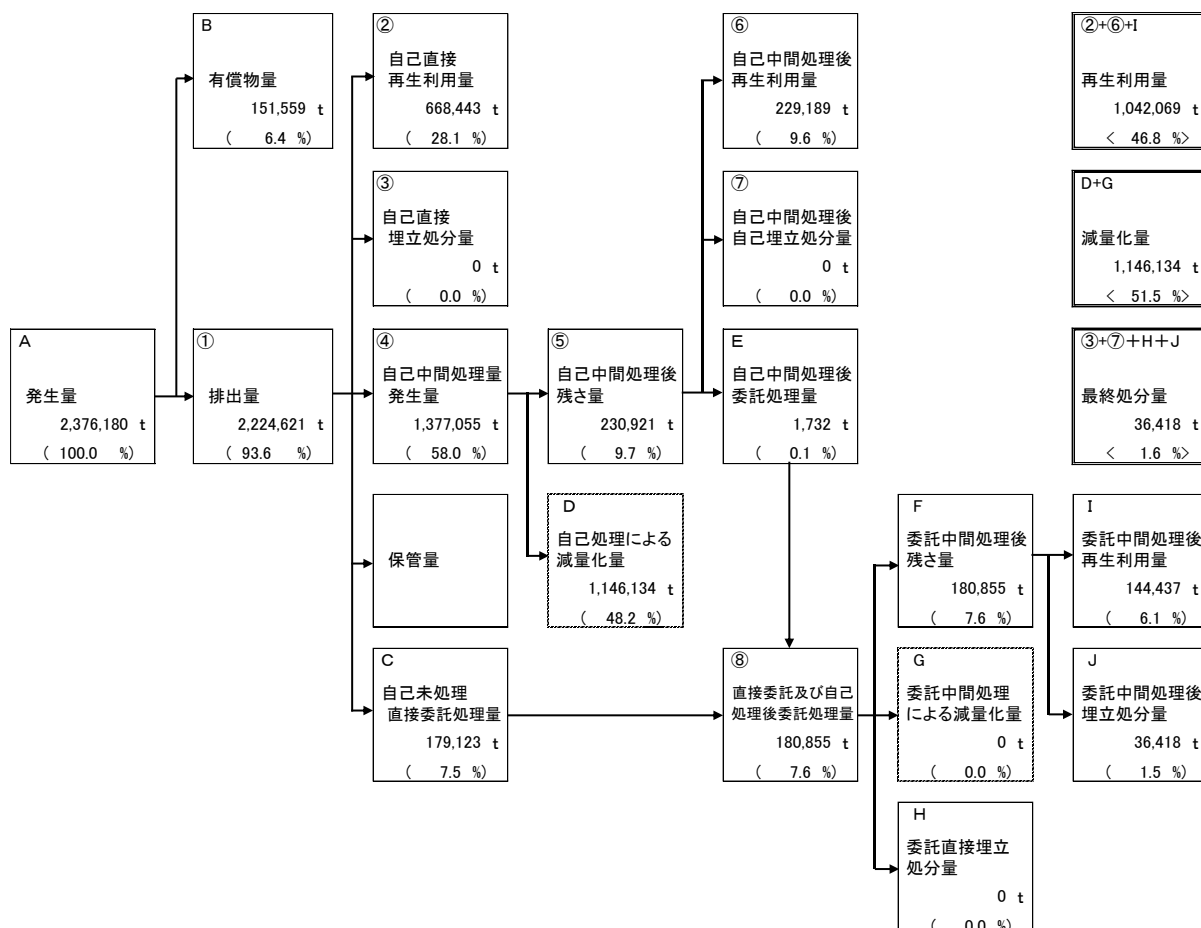 B
有償物量
151,559 t
( 6.4 %)
②
自己直接
再生利用量
668,443 t
( 28.1 %)
⑥
自己中間処理後
再生利用量
229,189 t
( 9.6 %)
②+⑥+I
再生利用量
1,042,069 t
< 46.8 %>
③
自己直接
埋立処分量
0 t
( 0.0 %)
⑦
自己中間処理後
自己埋立処分量
0 t
( 0.0 %)
D+G
減量化量
1,146,134 t
< 51.5 %>
A
発生量
2,376,180 t
( 100.0 %)
①
排出量
2,224,621 t
( 93.6 %)
④
自己中間処理量
発生量
1,377,055 t
( 58.0 %)
⑤
自己中間処理後
残さ量
230,921 t
( 9.7 %)
E
自己中間処理後
委託処理量
1,732 t
( 0.1 %)
③+⑦+H+J
最終処分量
36,418 t
< 1.6 %>
保管量
D
自己処理による
減量化量
1,146,134 t
( 48.2 %)
F
委託中間処理後
残さ量
180,855 t
( 7.6 %)
I
委託中間処理後
再生利用量
144,437 t
( 6.1 %)
C
自己未処理
直接委託処理量
179,123 t
( 7.5 %)
⑧
直接委託及び自己
処理後委託処理量
180,855 t
( 7.6 %)
G
委託中間処理
による減量化量
0 t
( 0.0 %)
J
委託中間処理後
埋立処分量
36,418 t
( 1.5 %)
H
委託直接埋立
処分量
0 t
( 0.0 %)